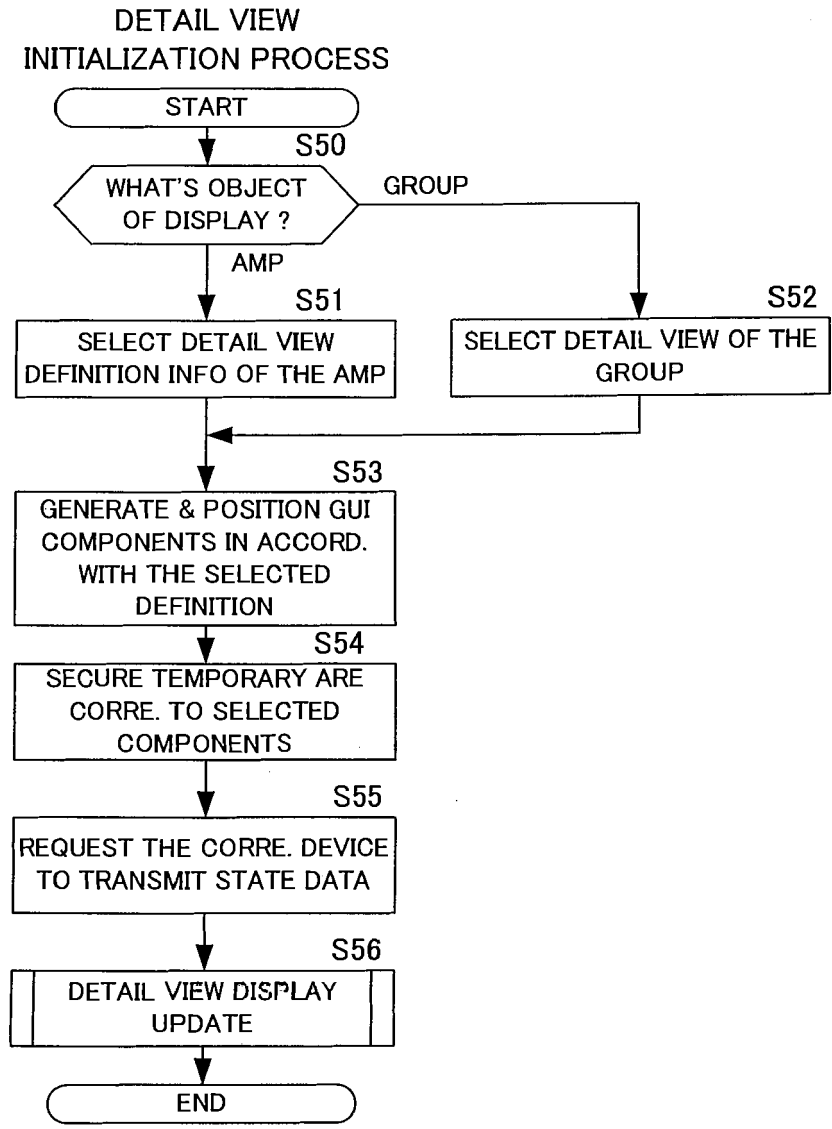 DETAIL VIEW
INITIALIZATION PROCESS
START
S50
WHAT'S OBJECT
OF DISPLAY ?
GROUP
AMP
S51
SELECT DETAIL VIEW
DEFINITION INFO OF THE AMP
S52
SELECT DETAIL VIEW OF THE
GROUP
S53
GENERATE & POSITION GUI
COMPONENTS IN ACCORD.
WITH THE SELECTED
DEFINITION
S54
SECURE TEMPORARY ARE
CORRE. TO SELECTED
COMPONENTS
S55
REQUEST THE CORRE. DEVICE
TO TRANSMIT STATE DATA
S56
DETAIL VIEW DISPLAY
UPDATE
END